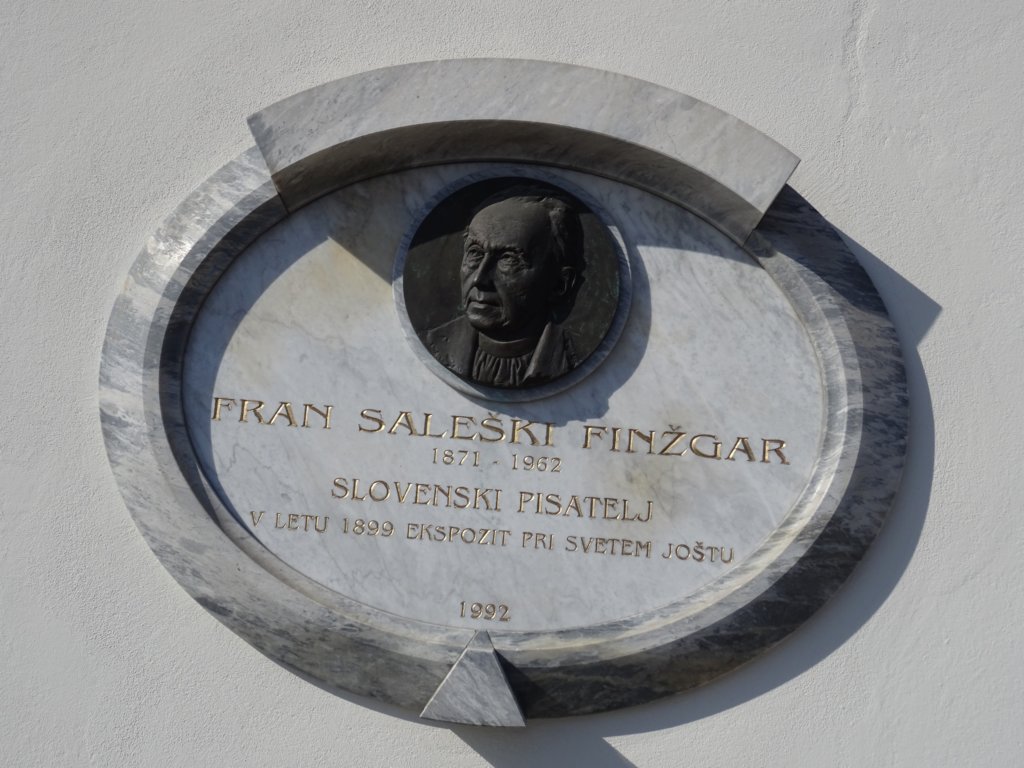 FRAN SALEŠKI FINŽGAR
1871 - 1962
SLOVENSKI PISATELJ
V LETU 1899 EKSPOZIT PRI SVETEM JOŠTU
1992